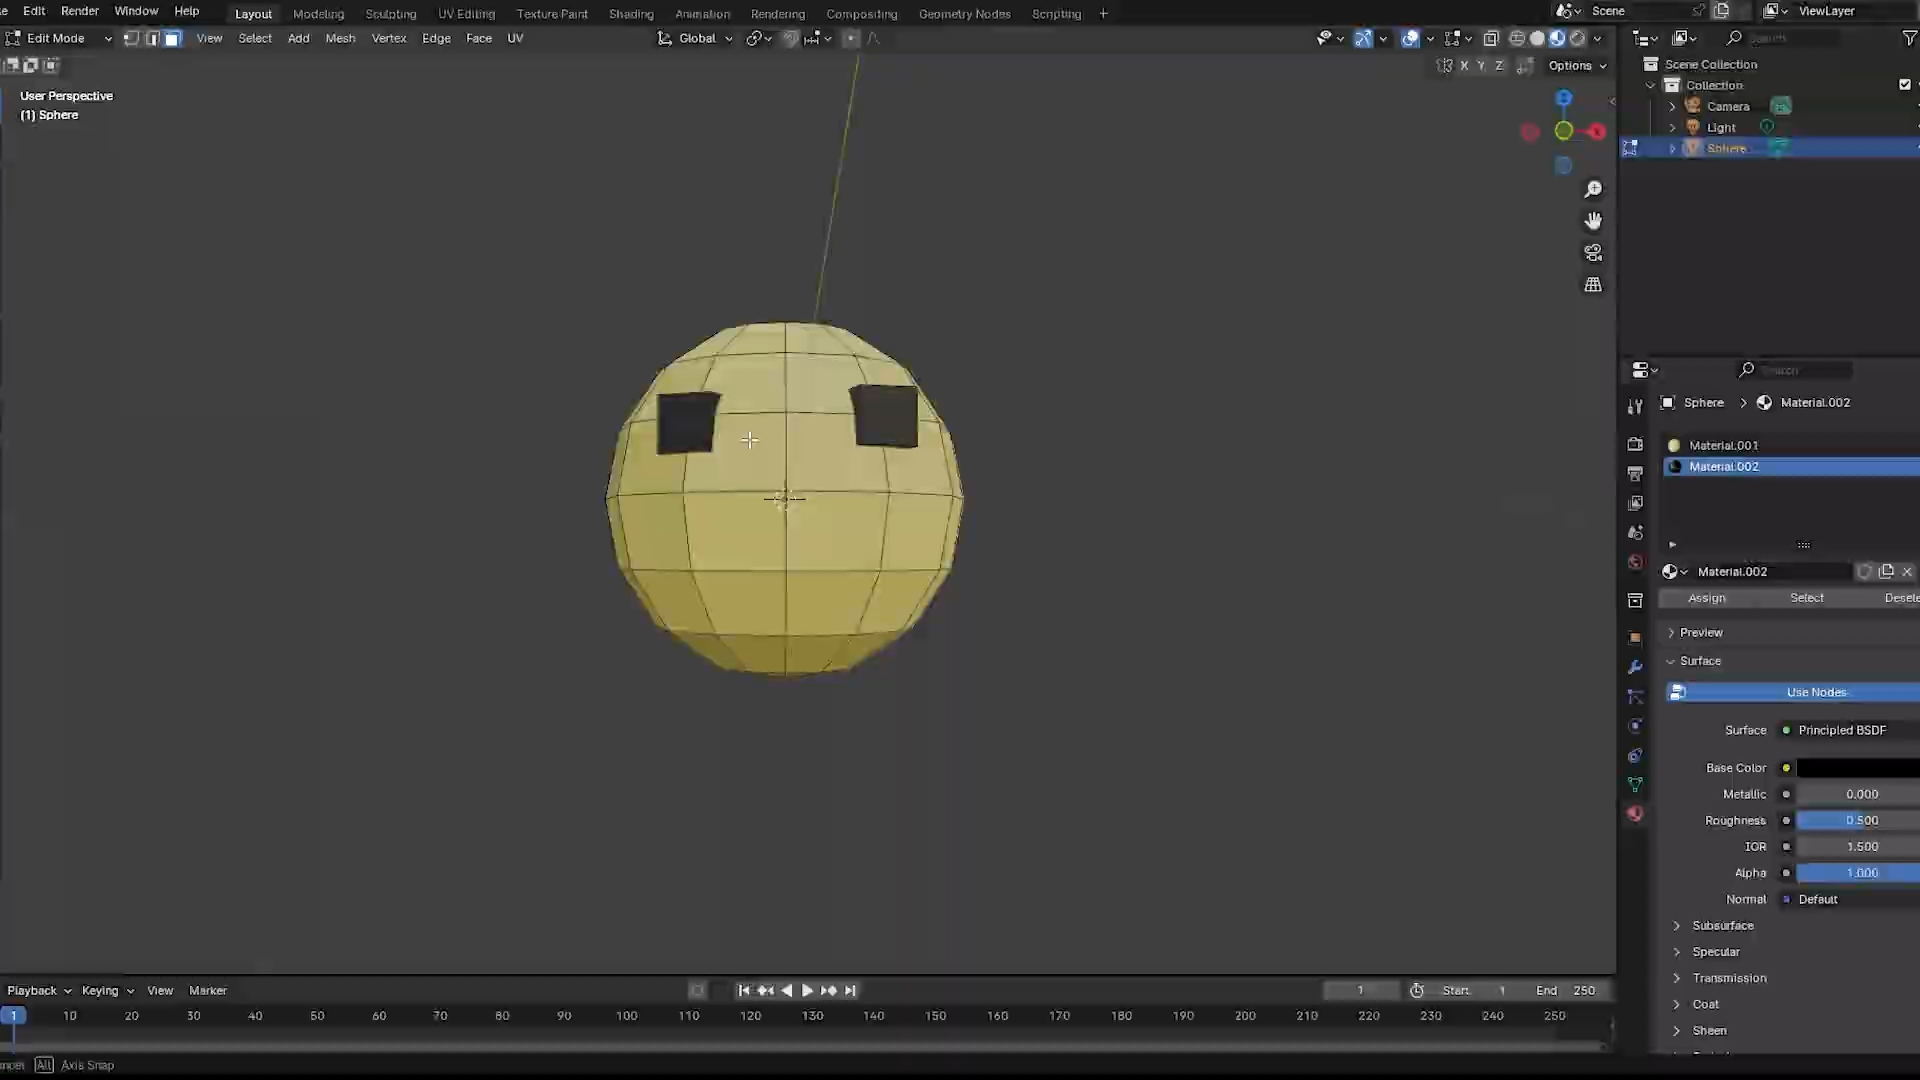 Edit Render Window Help Layout Modeling Sculpting UV Editing Texture Paint Shading Animation Rendering Compositing Geometry Nodes Scripting + Scene ViewLayer
Edit Mode View Select Add Mesh Vertex Edge Face UV Global Search
X Y Z Options
User Perspective
(1) Sphere
X
Scene Collection
Collection
Camera
Light
Sphere
Search
Sphere > Material.002
Material.001
Material.002
Material.002
Assign Select
Preview
Surface
Use Nodes
Surface Principled BSDF
Base Color
Metallic 0.000
Roughness 0.500
IOR 1.500
Alpha 1.000
Normal Default
Subsurface
Specular
Transmission
Coat
Sheen
Playback Keying View Marker 1 Start 1 End 250
1 10 20 30 40 50 60 70 80 90 100 110 120 130 140 150 160 170 180 190 200 210 220 230 240 250
Alt Axis Snap